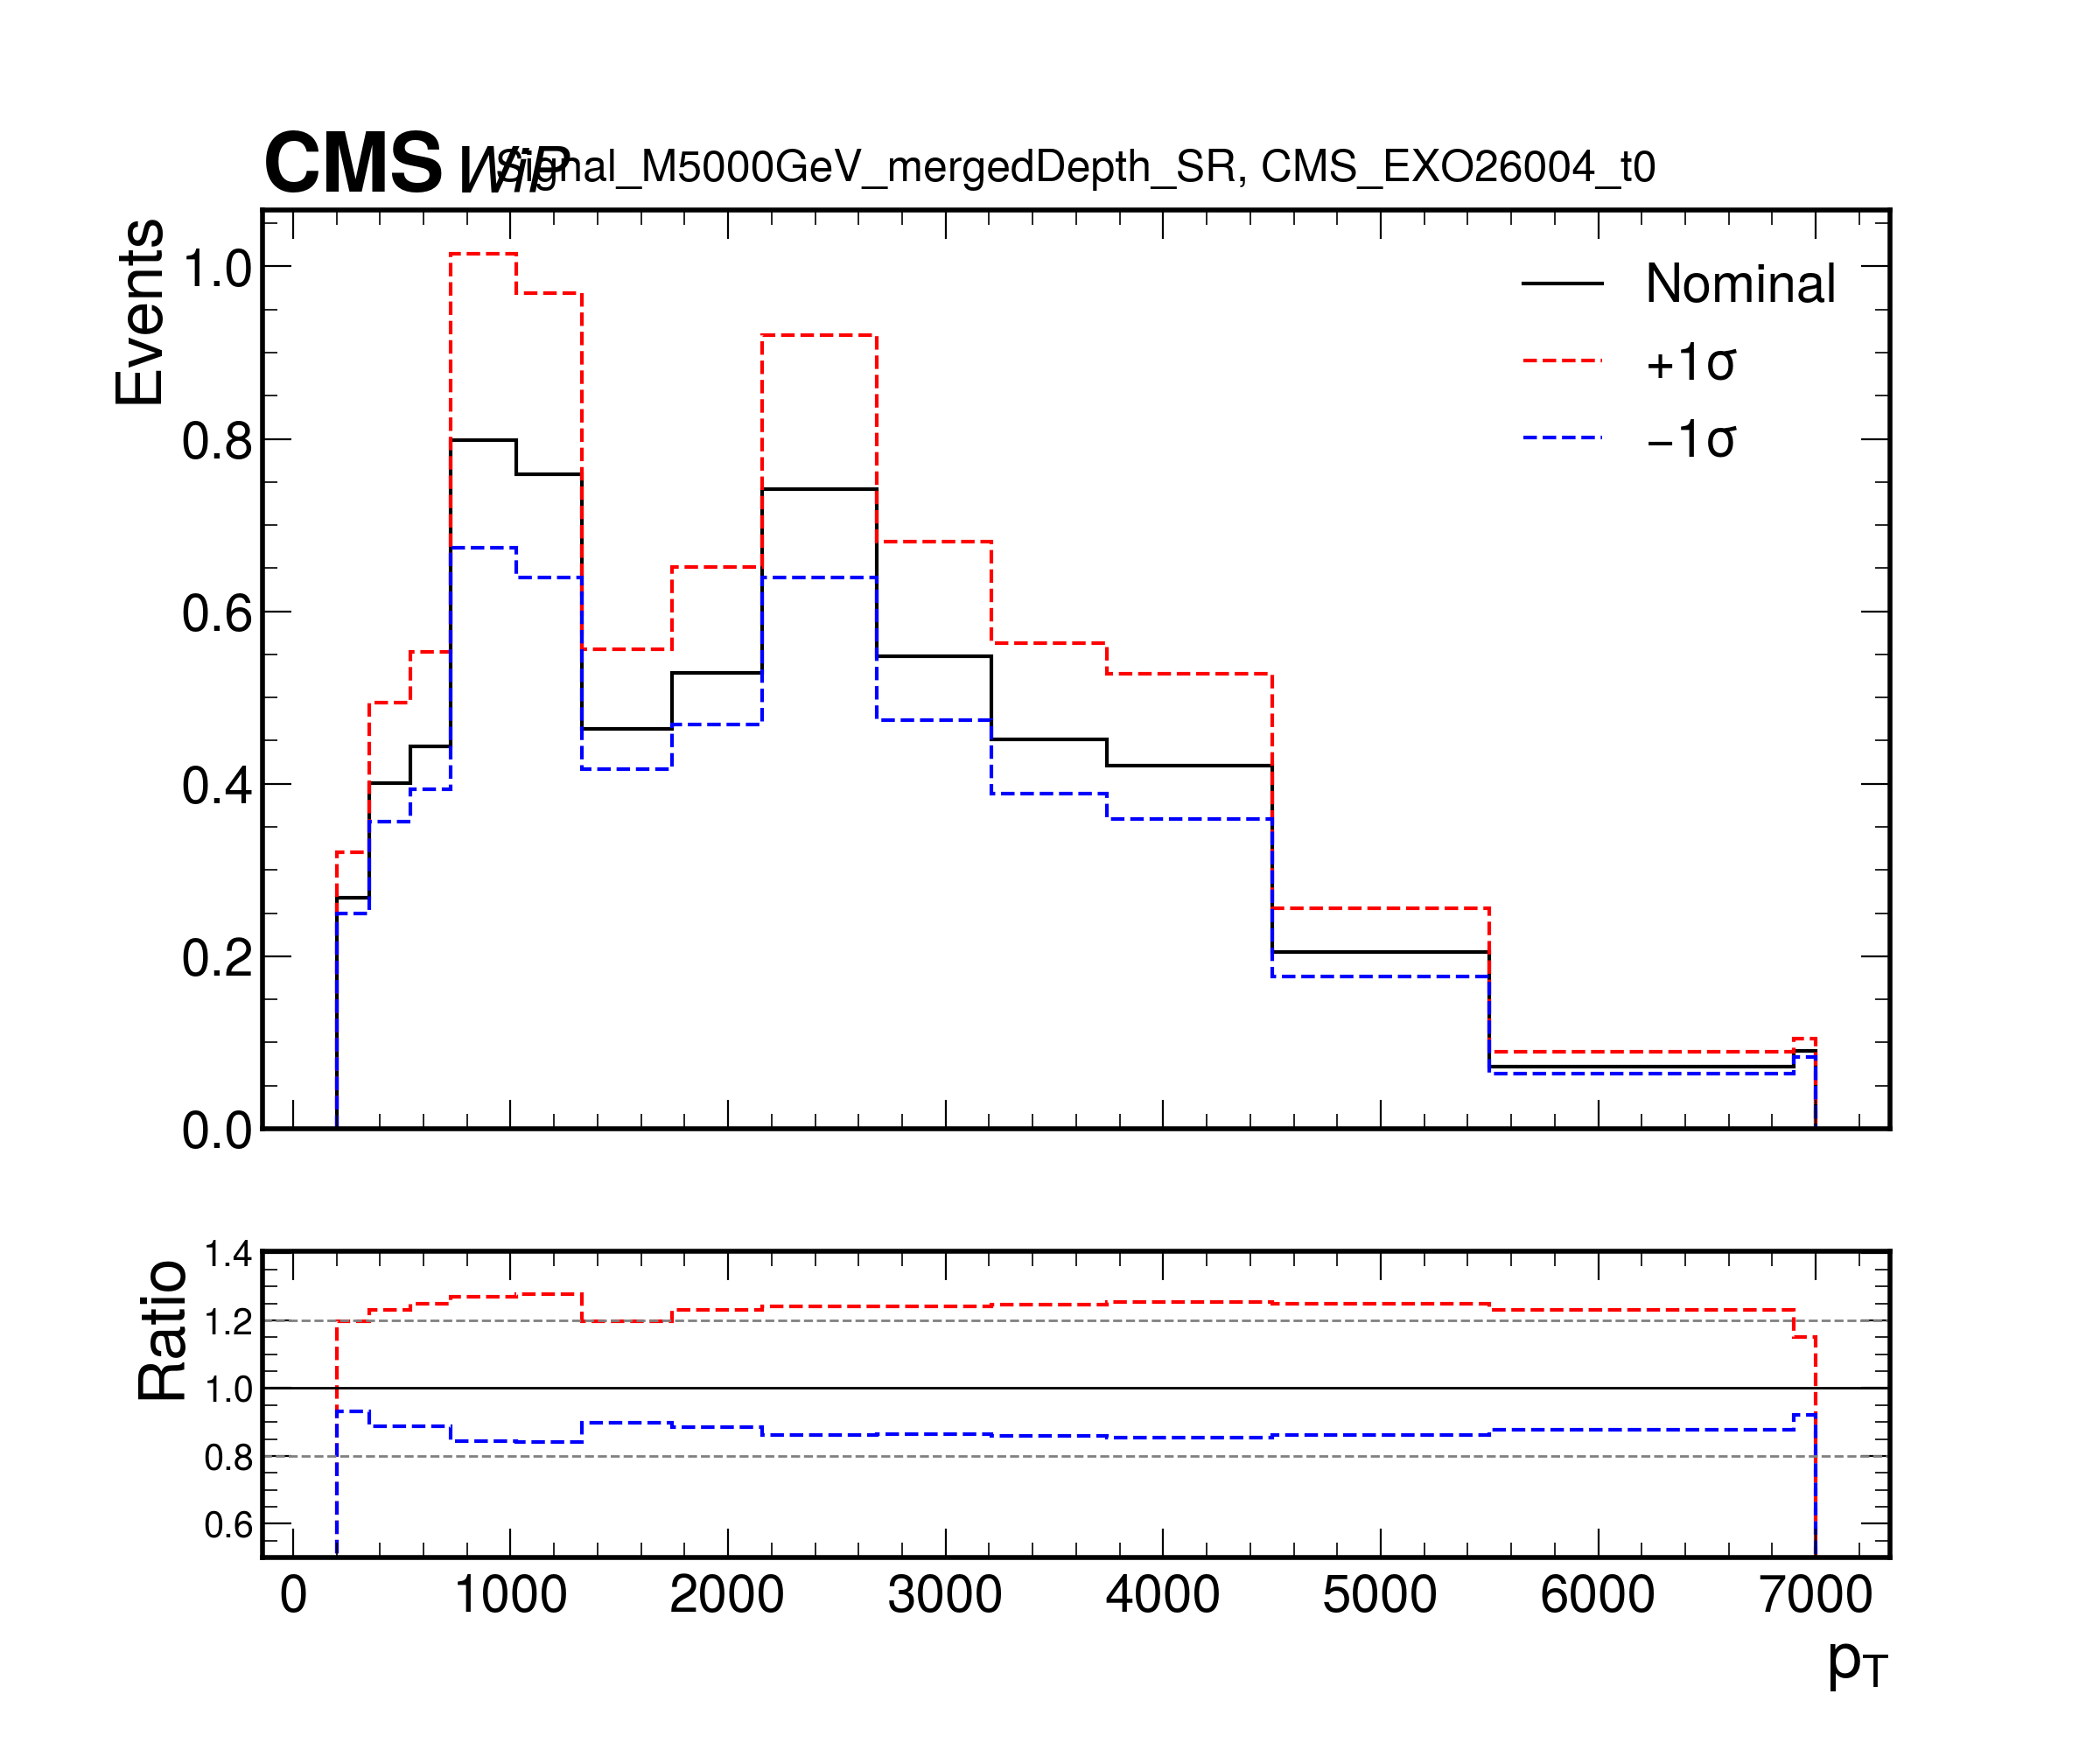 CMS WiP Signal_M5000GeV_mergedDepth_SR, CMS_EXO26004_t0
Events
1.0
0.8
0.6
0.4
0.2
0.0
Nominal
+1σ
−1σ
Ratio
1.4
1.2
1.0
0.8
0.6
0 1000 2000 3000 4000 5000 6000 7000
pT